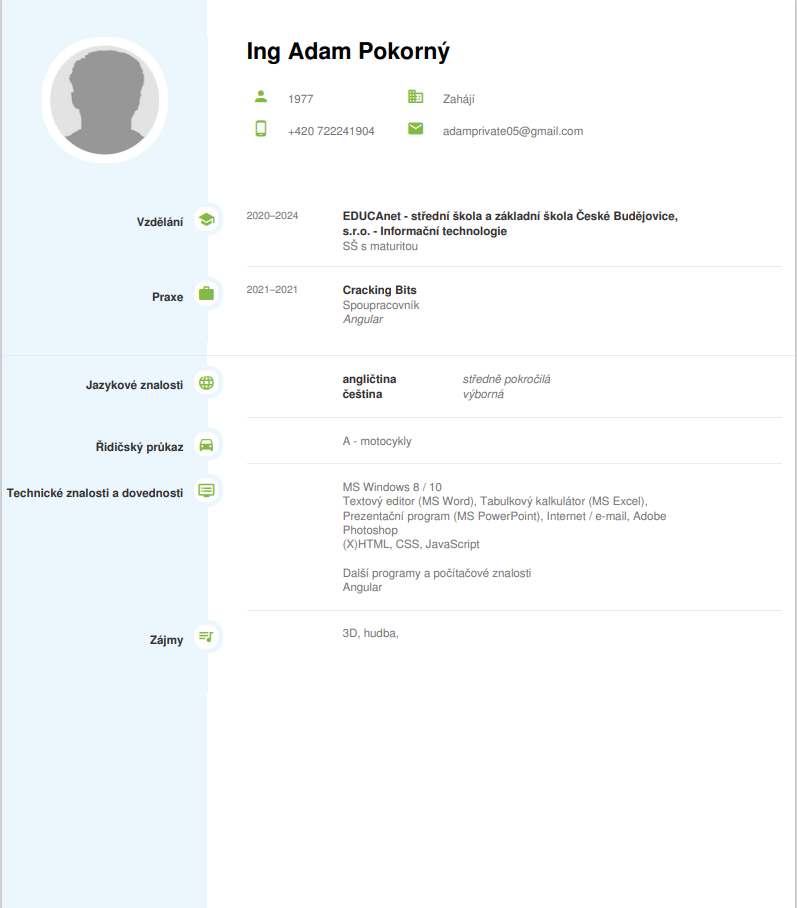 Ing Adam Pokorný
1977
Zahájí
+420 722241904
adamprivate05@gmail.com
Vzdělání
2020–2024
EDUCAnet - střední škola a základní škola České Budějovice,
s.r.o. - Informační technologie
SŠ s maturitou
Praxe
2021–2021
Cracking Bits
Spoupracovník
Angular
Jazykové znalosti
angličtina středně pokročilá
čeština výborná
Řidičský průkaz
A - motocykly
Technické znalosti a dovednosti
MS Windows 8 / 10
Textový editor (MS Word), Tabulkový kalkulátor (MS Excel),
Prezentační program (MS PowerPoint), Internet / e-mail, Adobe
Photoshop
(X)HTML, CSS, JavaScript
Další programy a počítačové znalosti
Angular
Zájmy
3D, hudba,